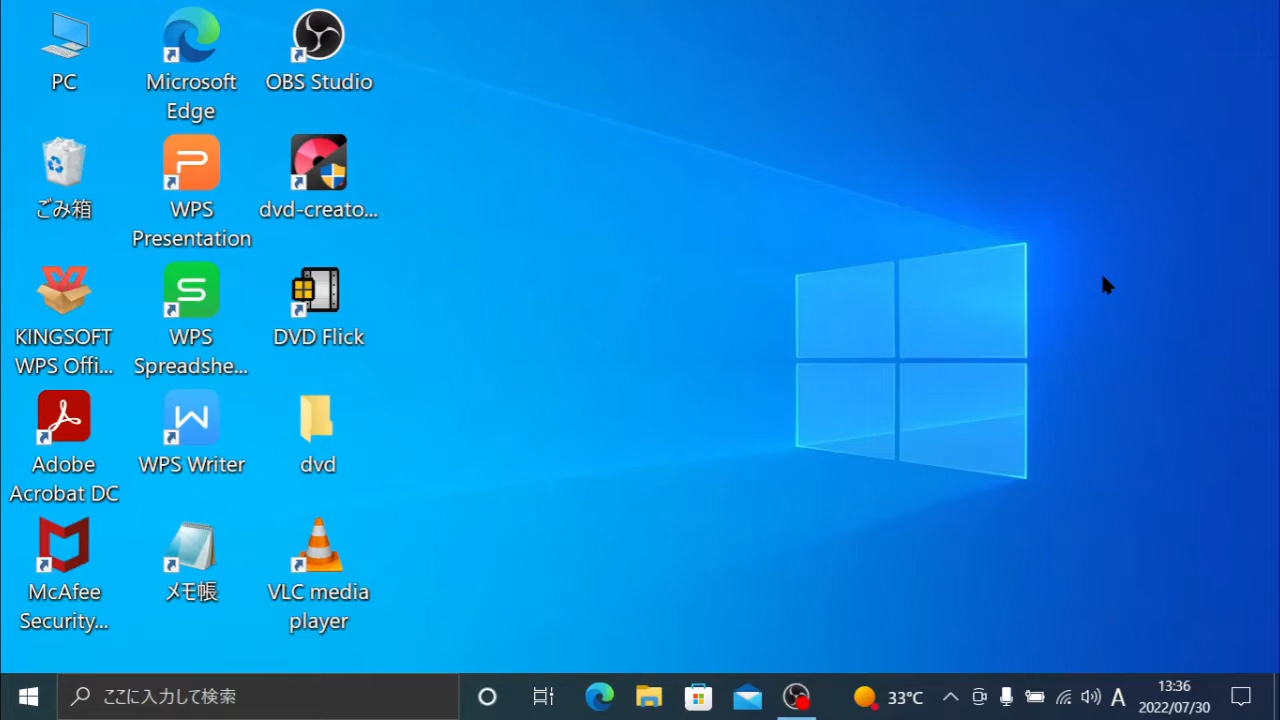 PC
Microsoft
Edge
OBS Studio
ごみ箱
WPS
Presentation
dvd-creato...
KINGSOFT
WPS Offi...
WPS
Spreadshe...
DVD Flick
Adobe
Acrobat DC
WPS Writer
dvd
McAfee
Security...
メモ帳
VLC media
player
ここに入力して検索
33℃
A
13:36
2022/07/30